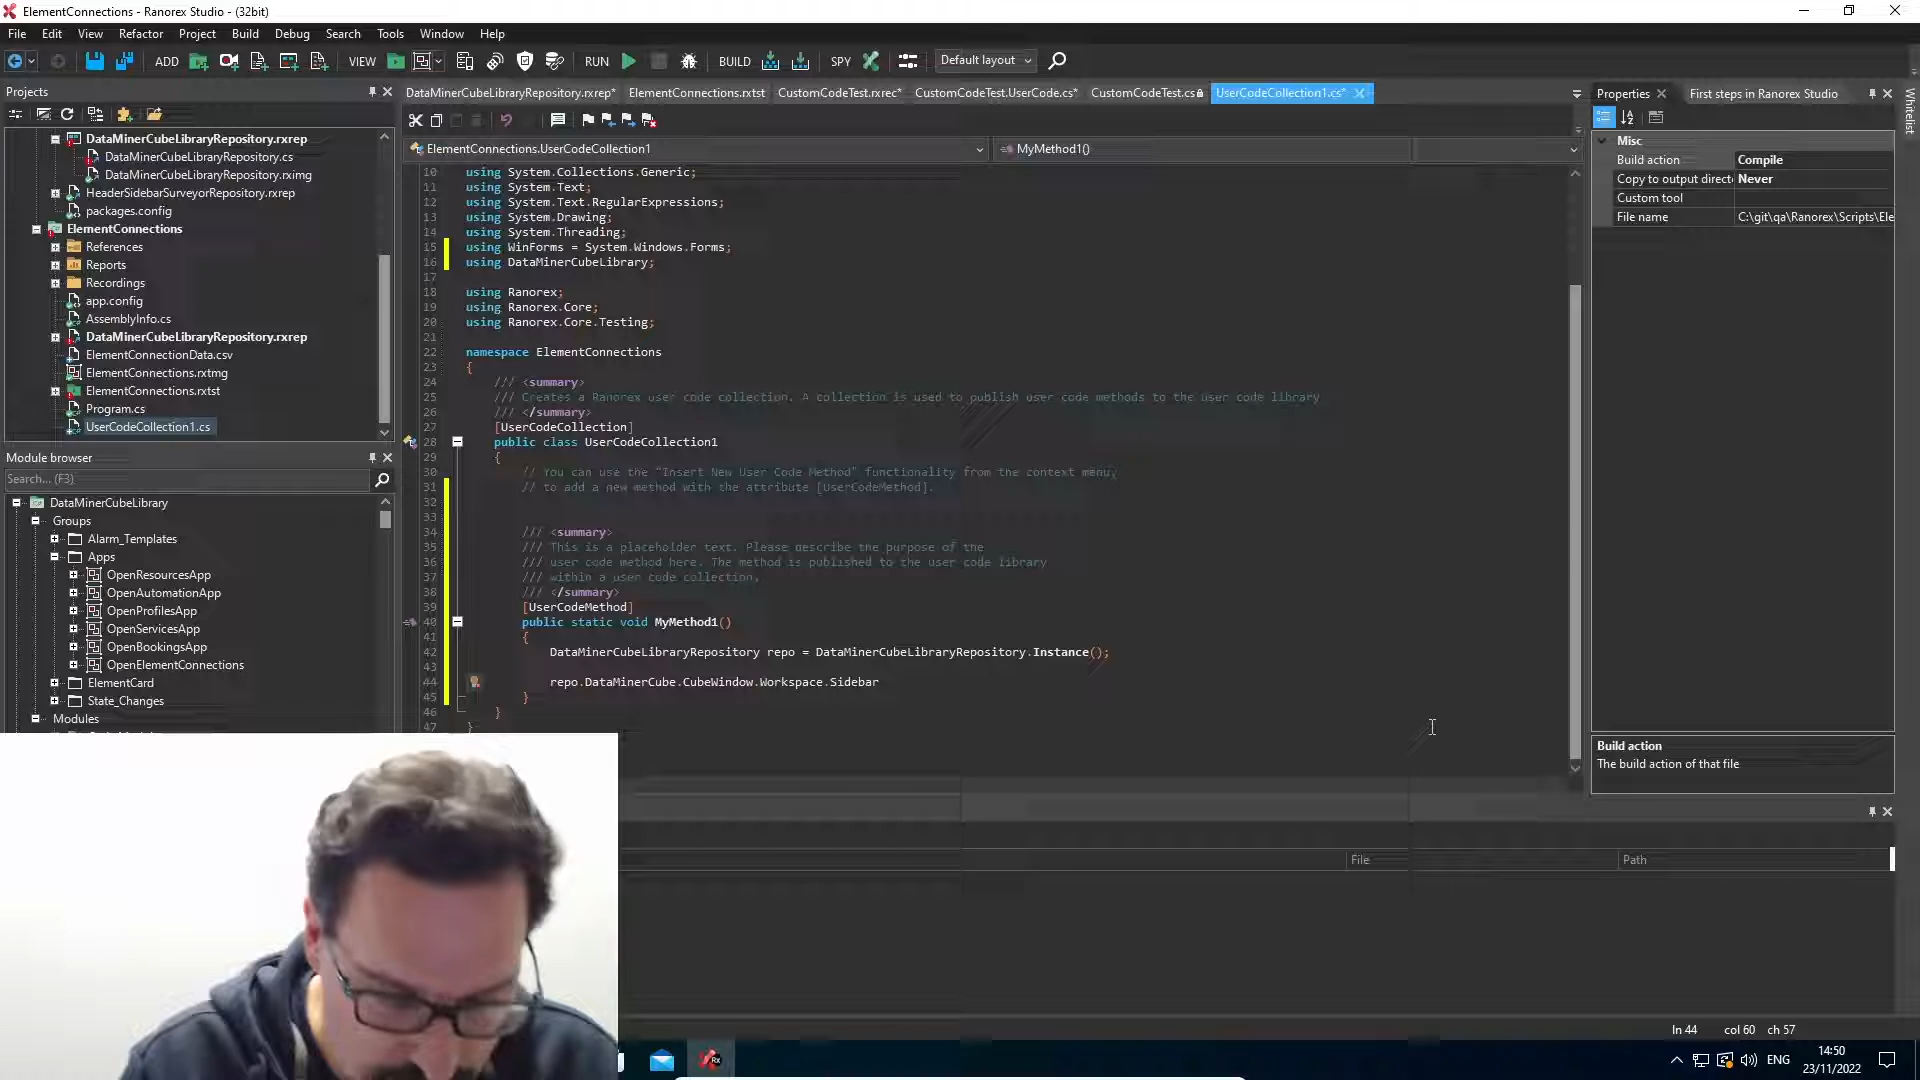 ElementConnections - Ranorex Studio - (32bit)
File Edit View Refactor Project Build Debug Search Tools Window Help
ADD VIEW RUN BUILD SPY Default layout
Projects
DataMinerCubeLibraryRepository.rxrep
DataMinerCubeLibraryRepository.cs
DataMinerCubeLibraryRepository.rximg
HeaderSidebarSurveyorRepository.rxrep
packages.config
ElementConnections
References
Reports
Recordings
app.config
AssemblyInfo.cs
DataMinerCubeLibraryRepository.rxrep
ElementConnectionData.csv
ElementConnections.rxtmg
ElementConnections.rxtst
Program.cs
UserCodeCollection1.cs
Module browser
Search... (F3)
DataMinerCubeLibrary
Groups
Alarm_Templates
Apps
OpenResourcesApp
OpenAutomationApp
OpenProfilesApp
OpenServicesApp
OpenBookingsApp
OpenElementConnections
ElementCard
State_Changes
Modules
DataMinerCubeLibraryRepository.rxrep* ElementConnections.rxtst CustomCodeTest.rxrec* CustomCodeTest.UserCode.cs* CustomCodeTest.cs UserCodeCollection1.cs*
ElementConnections.UserCodeCollection1 MyMethod1()
10 using System.Collections.Generic;
11 using System.Text;
12 using System.Text.RegularExpressions;
13 using System.Drawing;
14 using System.Threading;
15 using WinForms = System.Windows.Forms;
16 using DataMinerCubeLibrary;
17
18 using Ranorex;
19 using Ranorex.Core;
20 using Ranorex.Core.Testing;
21
22 namespace ElementConnections
23 {
24 /// <summary>
25 /// Creates a Ranorex user code collection. A collection is used to publish user code methods to the user code library
26 /// </summary>
27 [UserCodeCollection]
28 public class UserCodeCollection1
29 {
30 // You can use the "Insert New User Code Method" functionality from the context menu,
31 // to add a new method with the attribute [UserCodeMethod].
32
33
34 /// <summary>
35 /// This is a placeholder text. Please describe the purpose of the
36 /// user code method here. The method is published to the user code library
37 /// within a user code collection.
38 /// </summary>
39 [UserCodeMethod]
40 public static void MyMethod1()
41 {
42 DataMinerCubeLibraryRepository repo = DataMinerCubeLibraryRepository.Instance();
43
44 repo.DataMinerCube.CubeWindow.Workspace.Sidebar
45 }
46 }
47 }
Properties First steps in Ranorex Studio
Whitelist
Misc
Build action Compile
Copy to output direct Never
Custom tool
File name C:\git\qa\Ranorex\Scripts\Ele
Build action
The build action of that file
File Path
ln 44 col 60 ch 57
ENG
14:50
23/11/2022